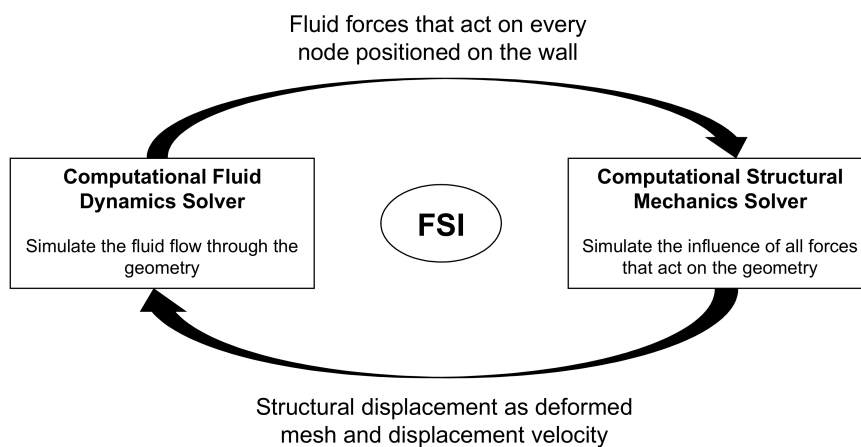 Fluid forces that act on every
node positioned on the wall
Computational Fluid
Dynamics Solver
Simulate the fluid flow through the
geometry
FSI
Computational Structural
Mechanics Solver
Simulate the influence of all forces
that act on the geometry
Structural displacement as deformed
mesh and displacement velocity